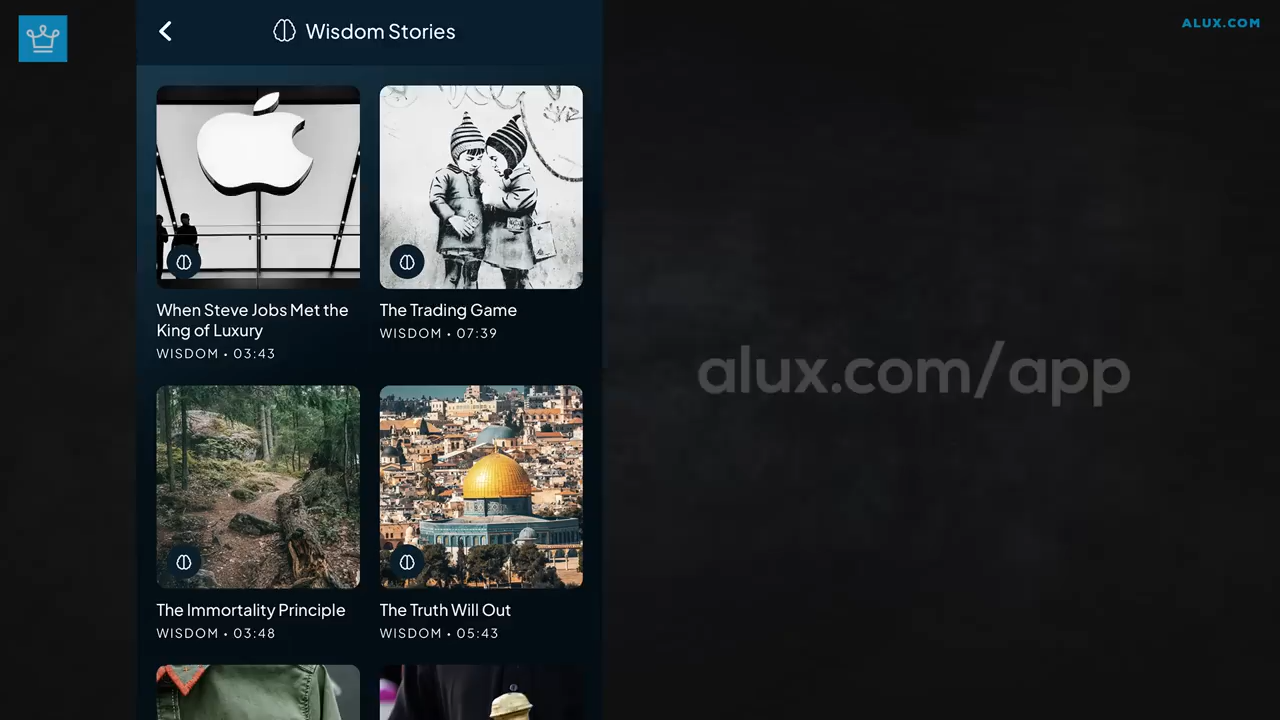 ALUX.COM
Wisdom Stories
When Steve Jobs Met the
King of Luxury
WISDOM • 03:43
The Trading Game
WISDOM • 07:39
alux.com/app
The Immortality Principle
WISDOM • 03:48
The Truth Will Out
WISDOM • 05:43